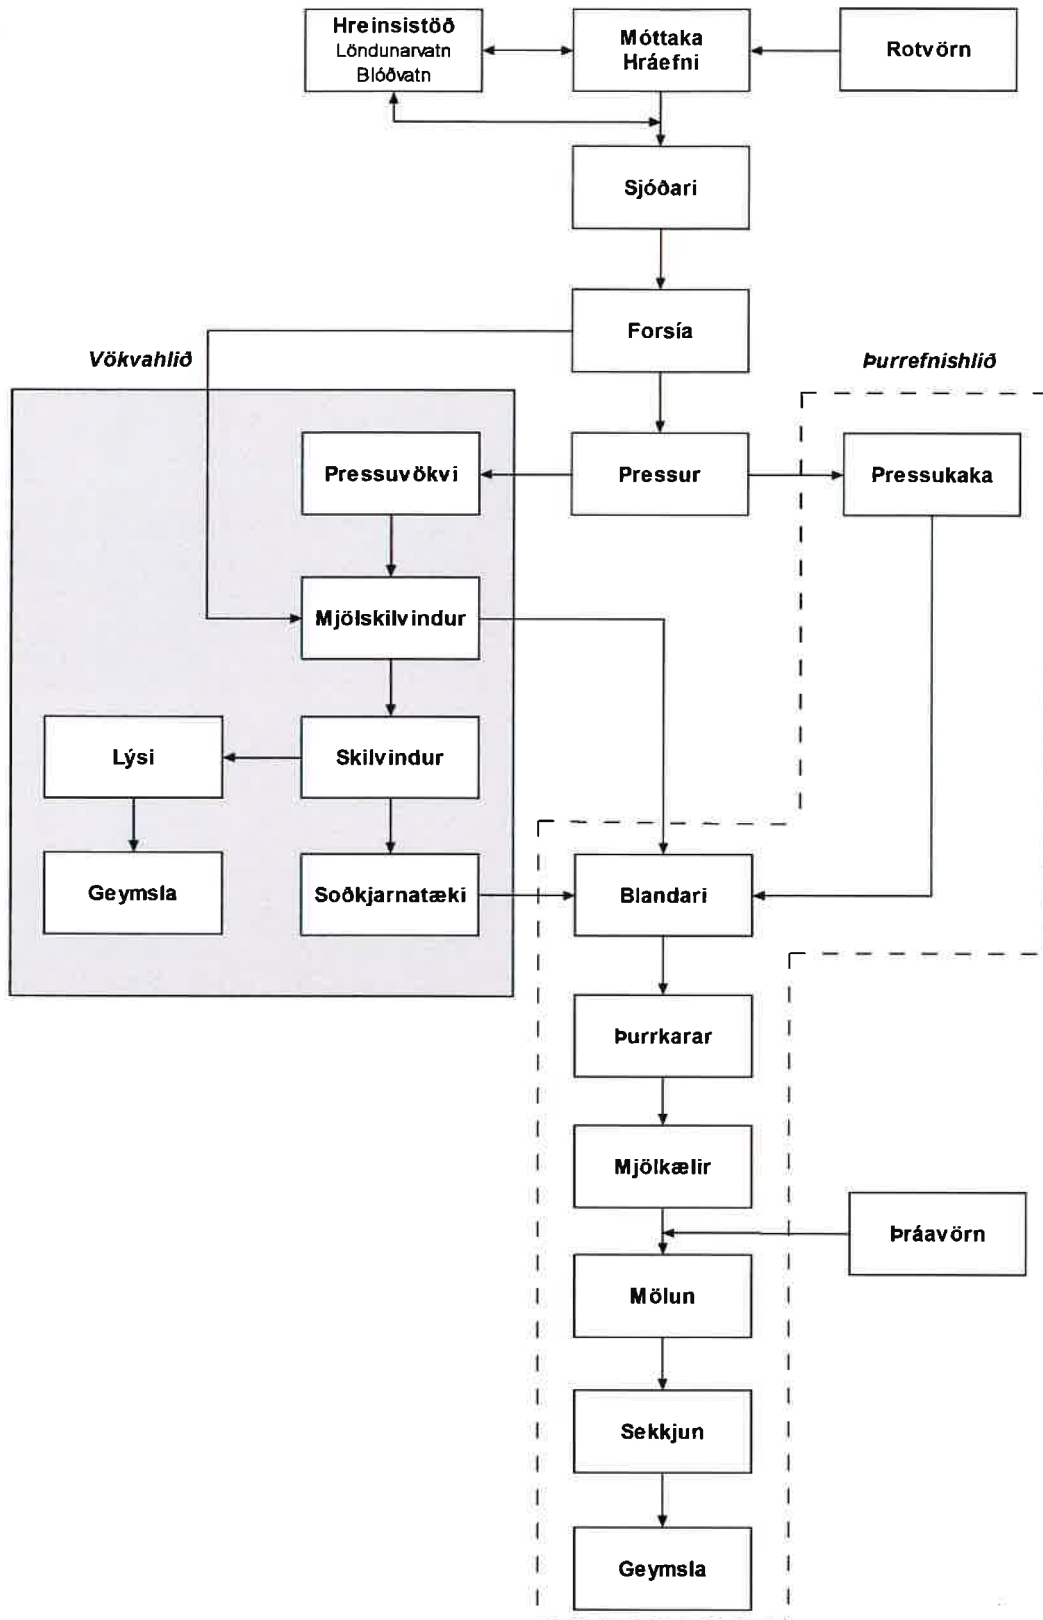 Hreinsistöð
Löndunarvatn
Blóðvatn
Móttaka
Hráefni
Rotvörn
Sjóðari
Forsía
Vökvahlið
Þurrefnishlið
Pressuvökvi
Pressur
Pressukaka
Mjölskilvindur
Lýsi
Skilvindur
Geymsla
Soðkjarnatæki
Blandari
Þurrkarar
Mjölkælir
Þráavörn
Mölun
Sekkjun
Geymsla